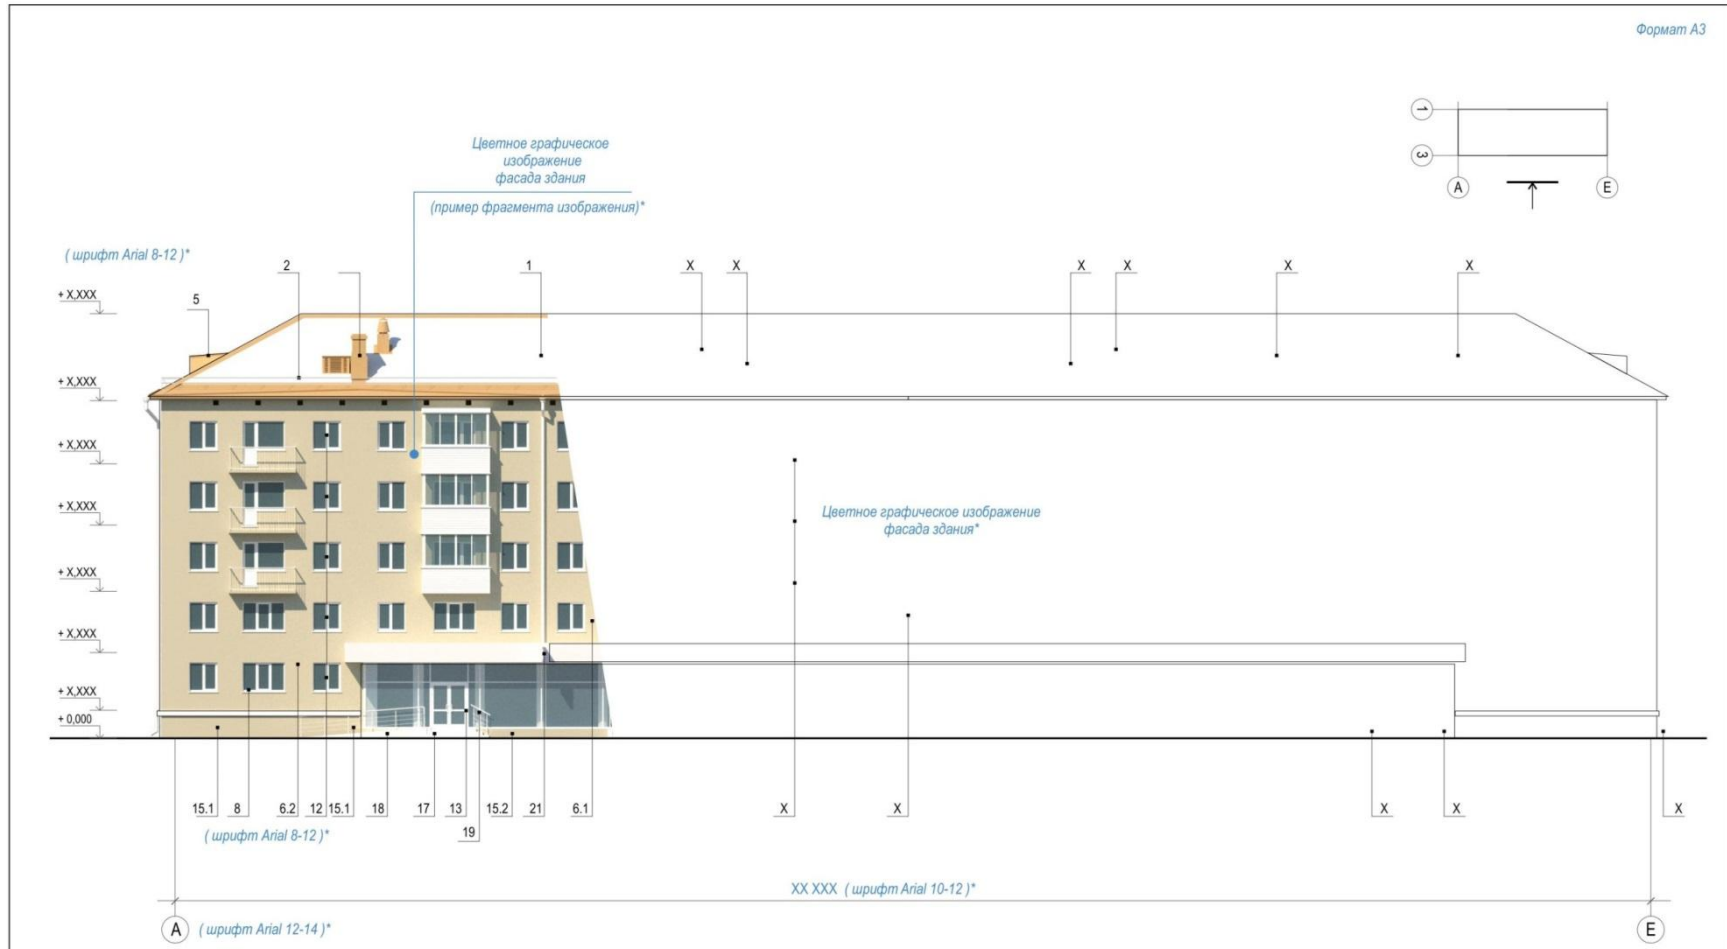 Формат А3
1
3
А
Е
Цветное графическое
изображение
фасада здания
(пример фрагмента изображения)*
( шрифт Arial 8-12 )*
2
1
X
X
X
X
X
X
+ X,XXX
5
+ X,XXX
+ X,XXX
+ X,XXX
Цветное графическое изображение
фасада здания*
+ X,XXX
+ X,XXX
+ X,XXX
+ 0,000
15.1
8
6.2
12
15.1
18
17
13
15.2
21
6.1
X
X
X
X
X
19
( шрифт Arial 8-12 )*
XX XXX ( шрифт Arial 10-12 )*
А
( шрифт Arial 12-14 )*
Е